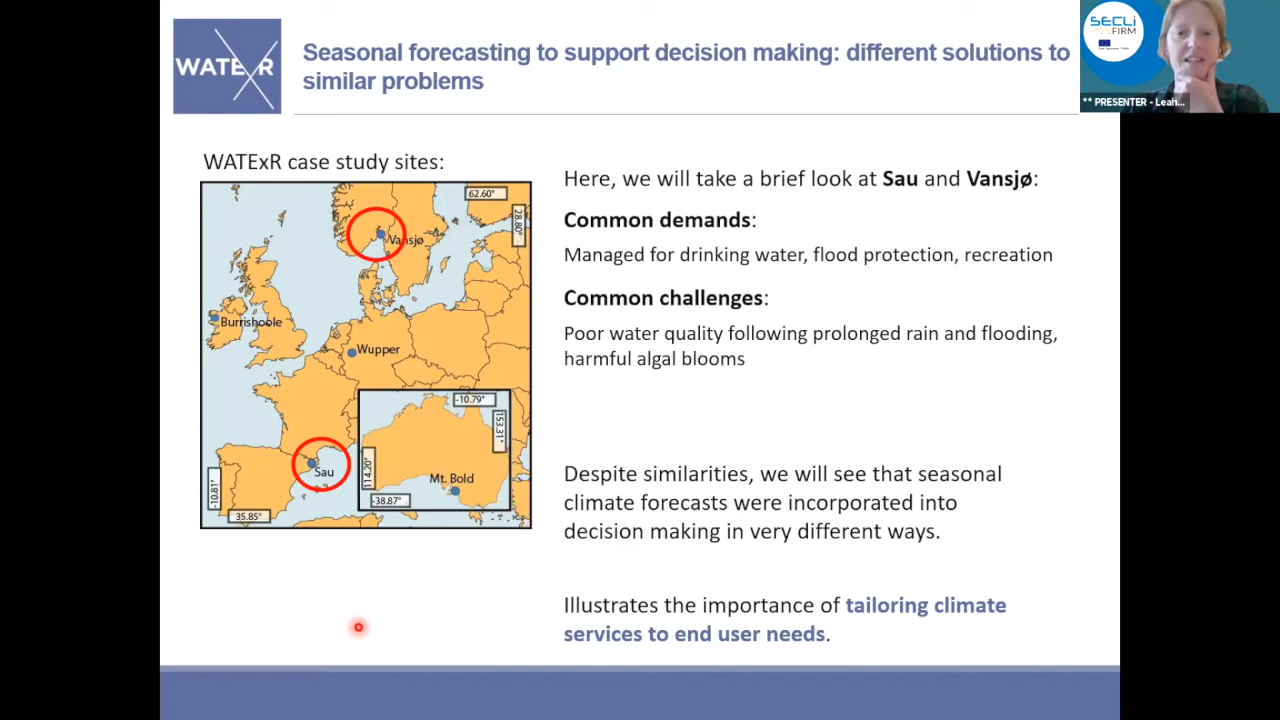 WATExR
Seasonal forecasting to support decision making: different solutions to
similar problems
SECLi
FIRM
** PRESENTER - Leah...
WATExR case study sites:
62.60°
28.80°
Vansjø
Burrishoole
Wupper
Sau
-10.81°
35.85°
-10.79°
153.31°
114.20°
Mt. Bold
-38.87°
Here, we will take a brief look at Sau and Vansjø:
Common demands:
Managed for drinking water, flood protection, recreation
Common challenges:
Poor water quality following prolonged rain and flooding,
harmful algal blooms
Despite similarities, we will see that seasonal
climate forecasts were incorporated into
decision making in very different ways.
Illustrates the importance of tailoring climate
services to end user needs.